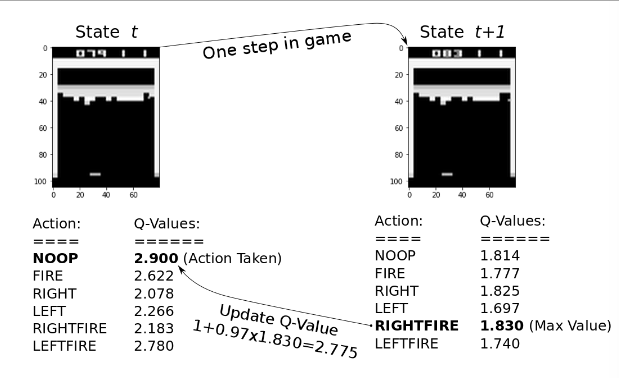 State t
State t+1
One step in game
079 1 1
083 1 1
0
20
40
60
80
100
0 20 40 60
0
20
40
60
80
100
0 20 40 60
Action: Q-Values:
==== ======
NOOP 2.900 (Action Taken)
FIRE 2.622
RIGHT 2.078
LEFT 2.266
RIGHTFIRE 2.183
LEFTFIRE 2.780
Update Q-Value
1+0.97x1.830=2.775
Action: Q-Values:
==== ======
NOOP 1.814
FIRE 1.777
RIGHT 1.825
LEFT 1.697
RIGHTFIRE 1.830 (Max Value)
LEFTFIRE 1.740